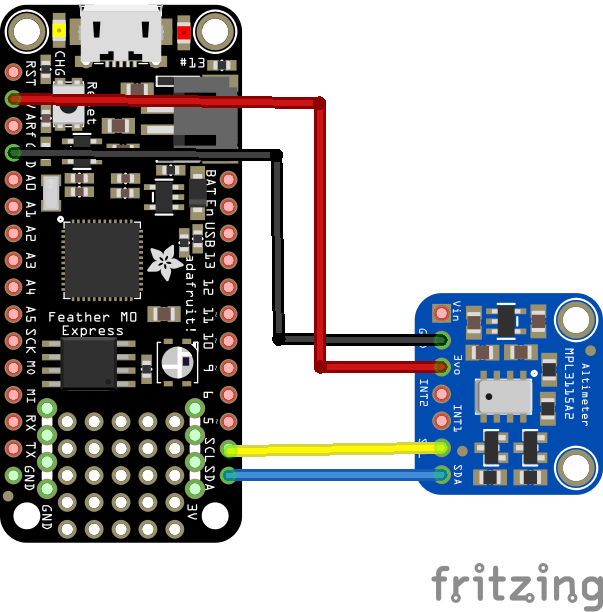 CHG
#13
RST
Reset
ARf
D
A0
A1
A2
A3
A4
A5
SCK
MO
MI
RX
TX
GND
BAT
En
USB
13
12
11
10
9
6
5
SCL
SDA
adafruit!
Feather M0
Express
GND
3V
Vin
G
3vo
INT2
INT1
SDA
MPL3115A2
Altimeter
fritzing